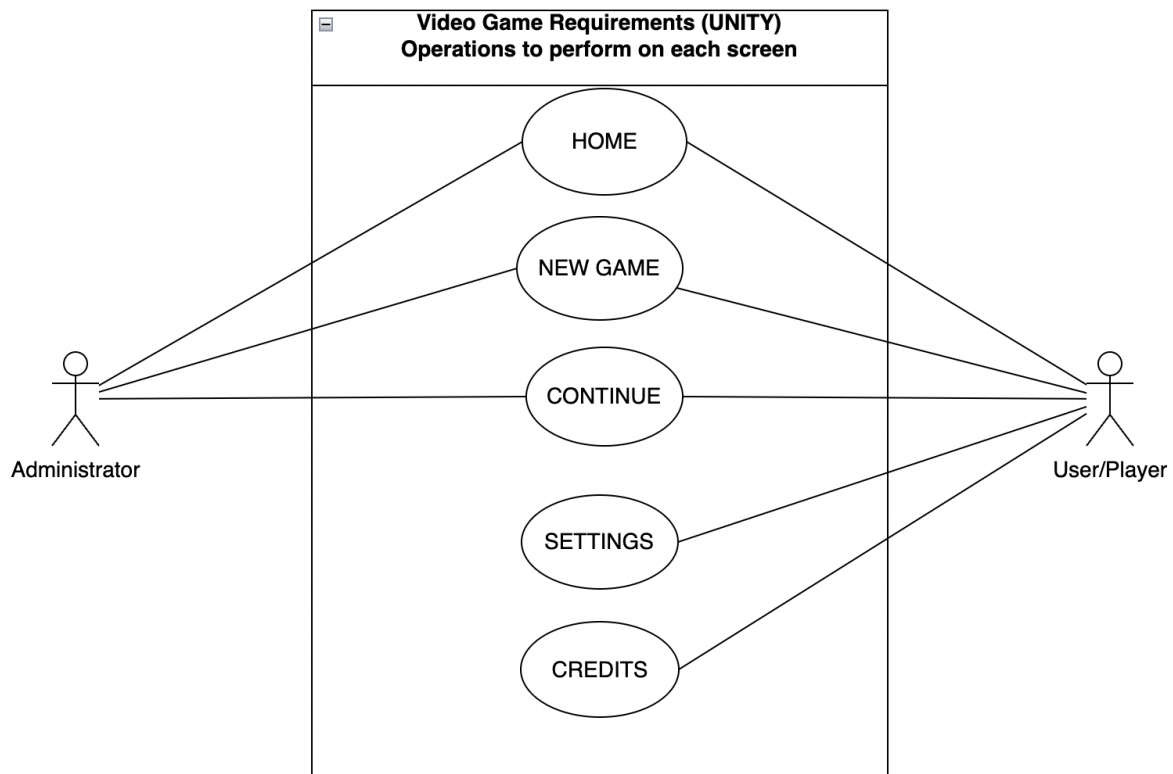 Video Game Requirements (UNITY)
Operations to perform on each screen
HOME
NEW GAME
CONTINUE
Administrator
User/Player
SETTINGS
CREDITS